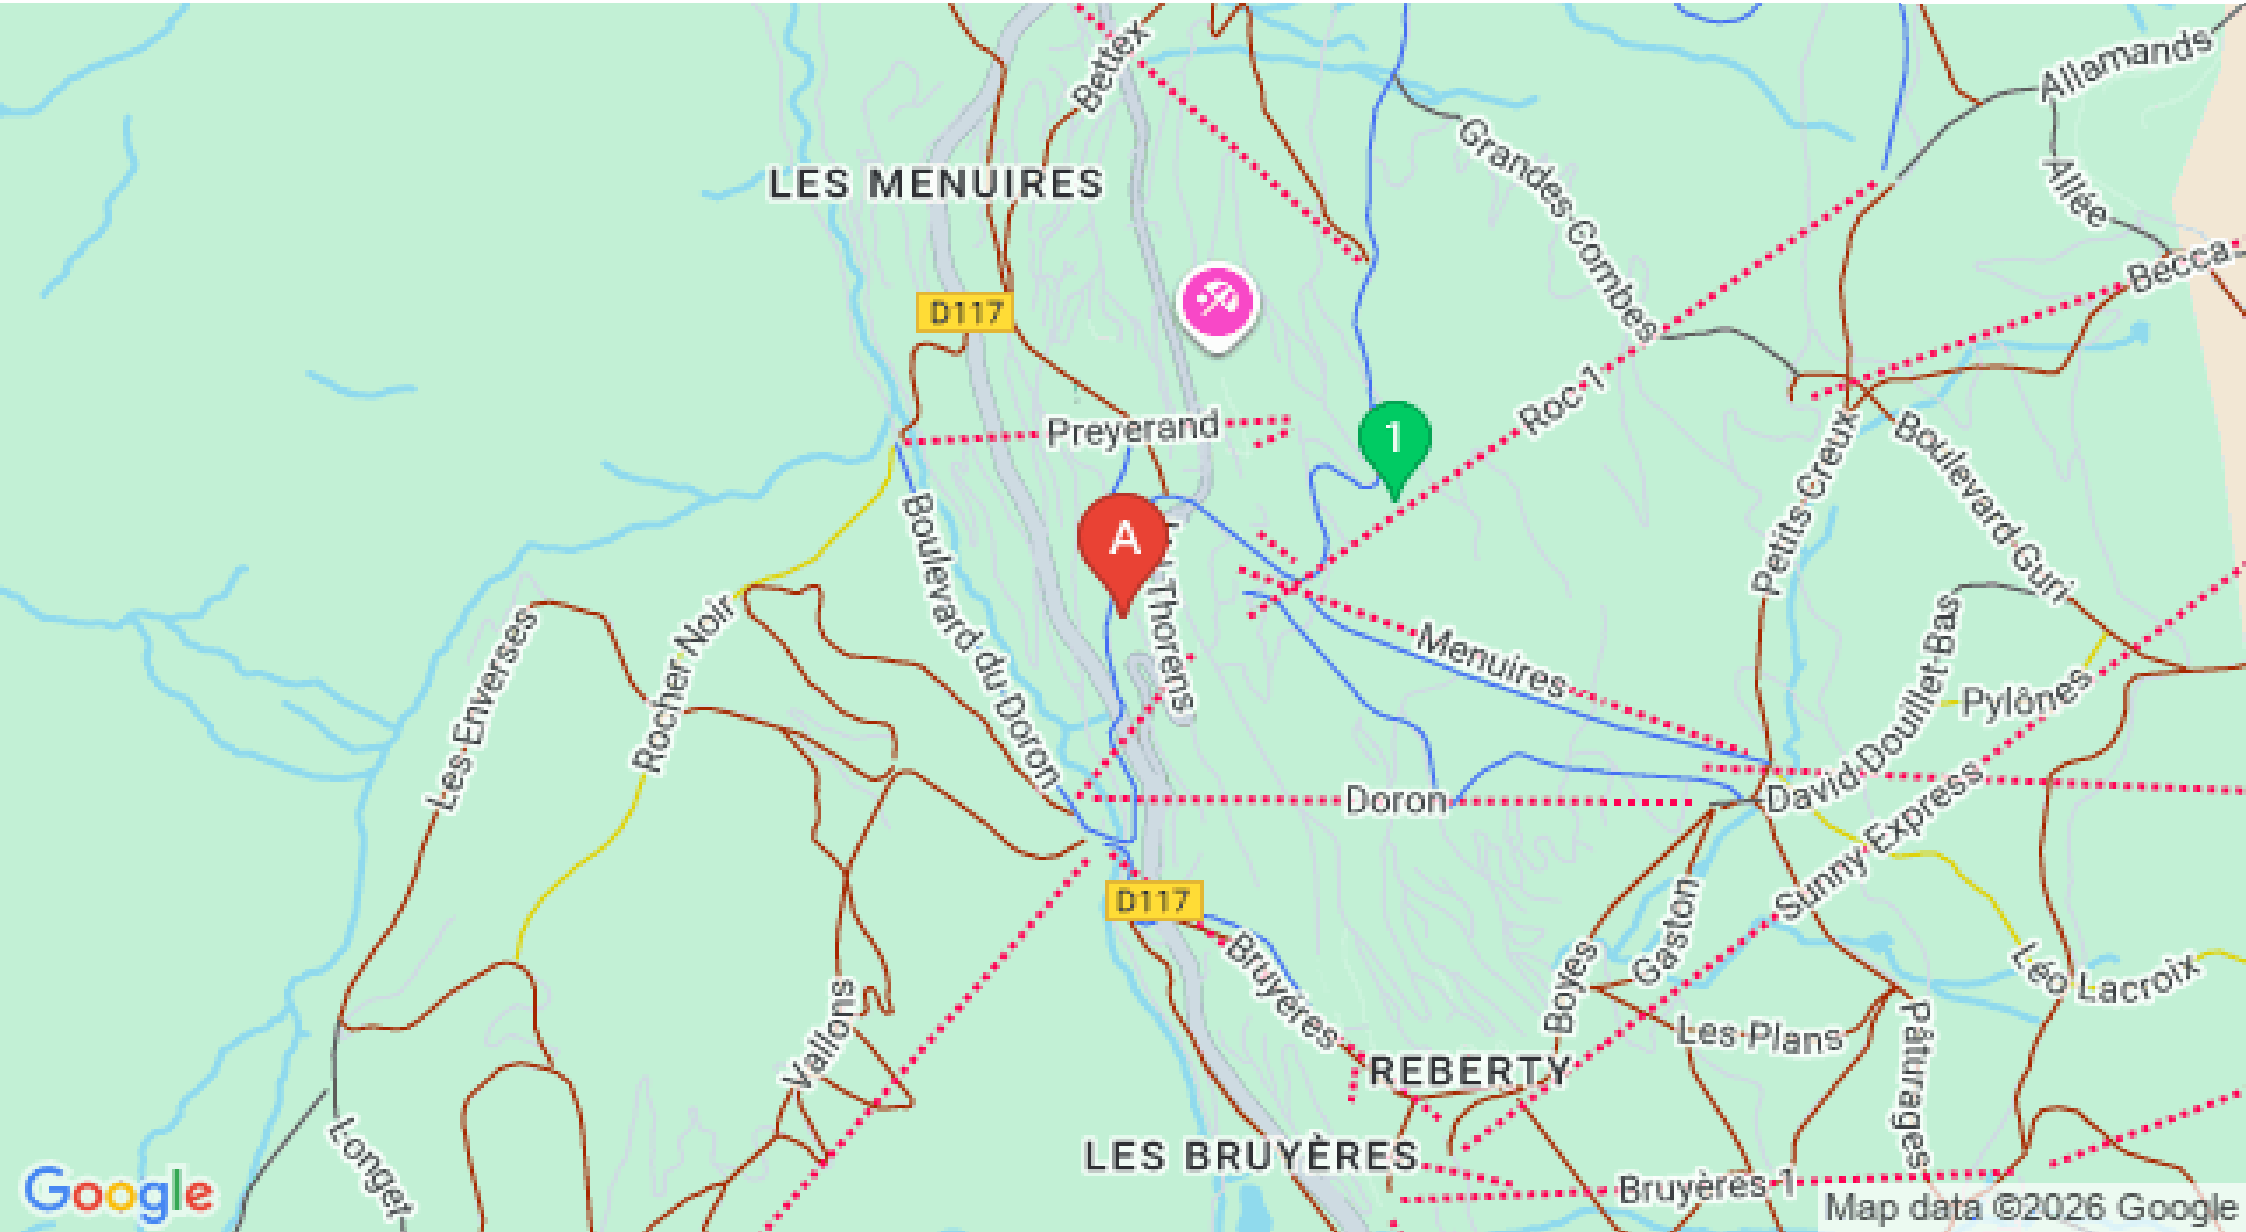 Bettex
Allamands
Grandes Combes
LES MENUIRES
Allée
Becca
D117
Roc 1
Preyerand
1
Petits Creux
Boulevard Guri
A
Thorens
Boulevard du Doron
Les Enverses
Rocher Noir
Menuires
David Douillet Bas
Pylônes
Doron
Sunny Express
D117
Bruyères
Gaston
Boyes
Léo Lacroix
Vallons
Les Plans
Pâturages
REBERTY
Longet
LES BRUYÈRES
Bruyères 1
Google
Map data ©2026 Google